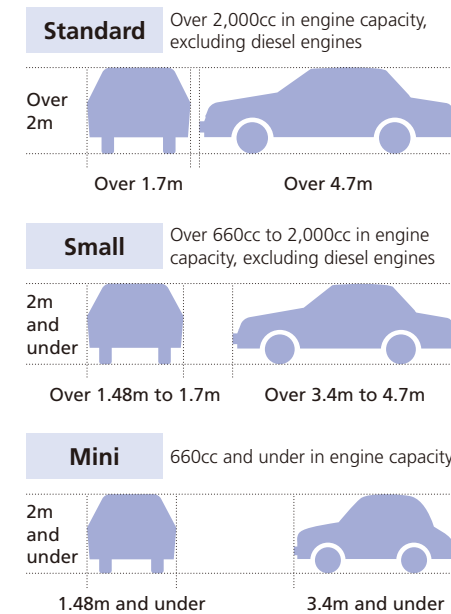 Standard
Over 2,000cc in engine capacity,
excluding diesel engines
Over
2m
Over 1.7m
Over 4.7m
Small
Over 660cc to 2,000cc in engine
capacity, excluding diesel engines
2m
and
under
Over 1.48m to 1.7m
Over 3.4m to 4.7m
Mini
660cc and under in engine capacity
2m
and
under
1.48m and under
3.4m and under